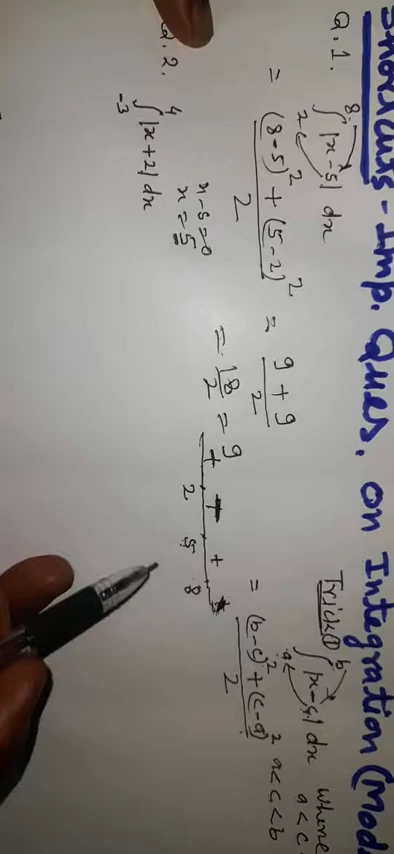 Shortcuts - Imp. Ques. on Integration (Mod
Q.1. ∫₂⁸ |x-5| dx
= ((8-5)² + (5-2)²)/2 = (9+9)/2
= 18/2 = 9
x-5=0
x=5
2 5 8
Trick ①
∫ₐᵇ |x-c| dx where
a<c
= ((b-c)² + (c-a)²)/2 a<c<b
Q.2. ∫₋₃⁴ |x+2| dx